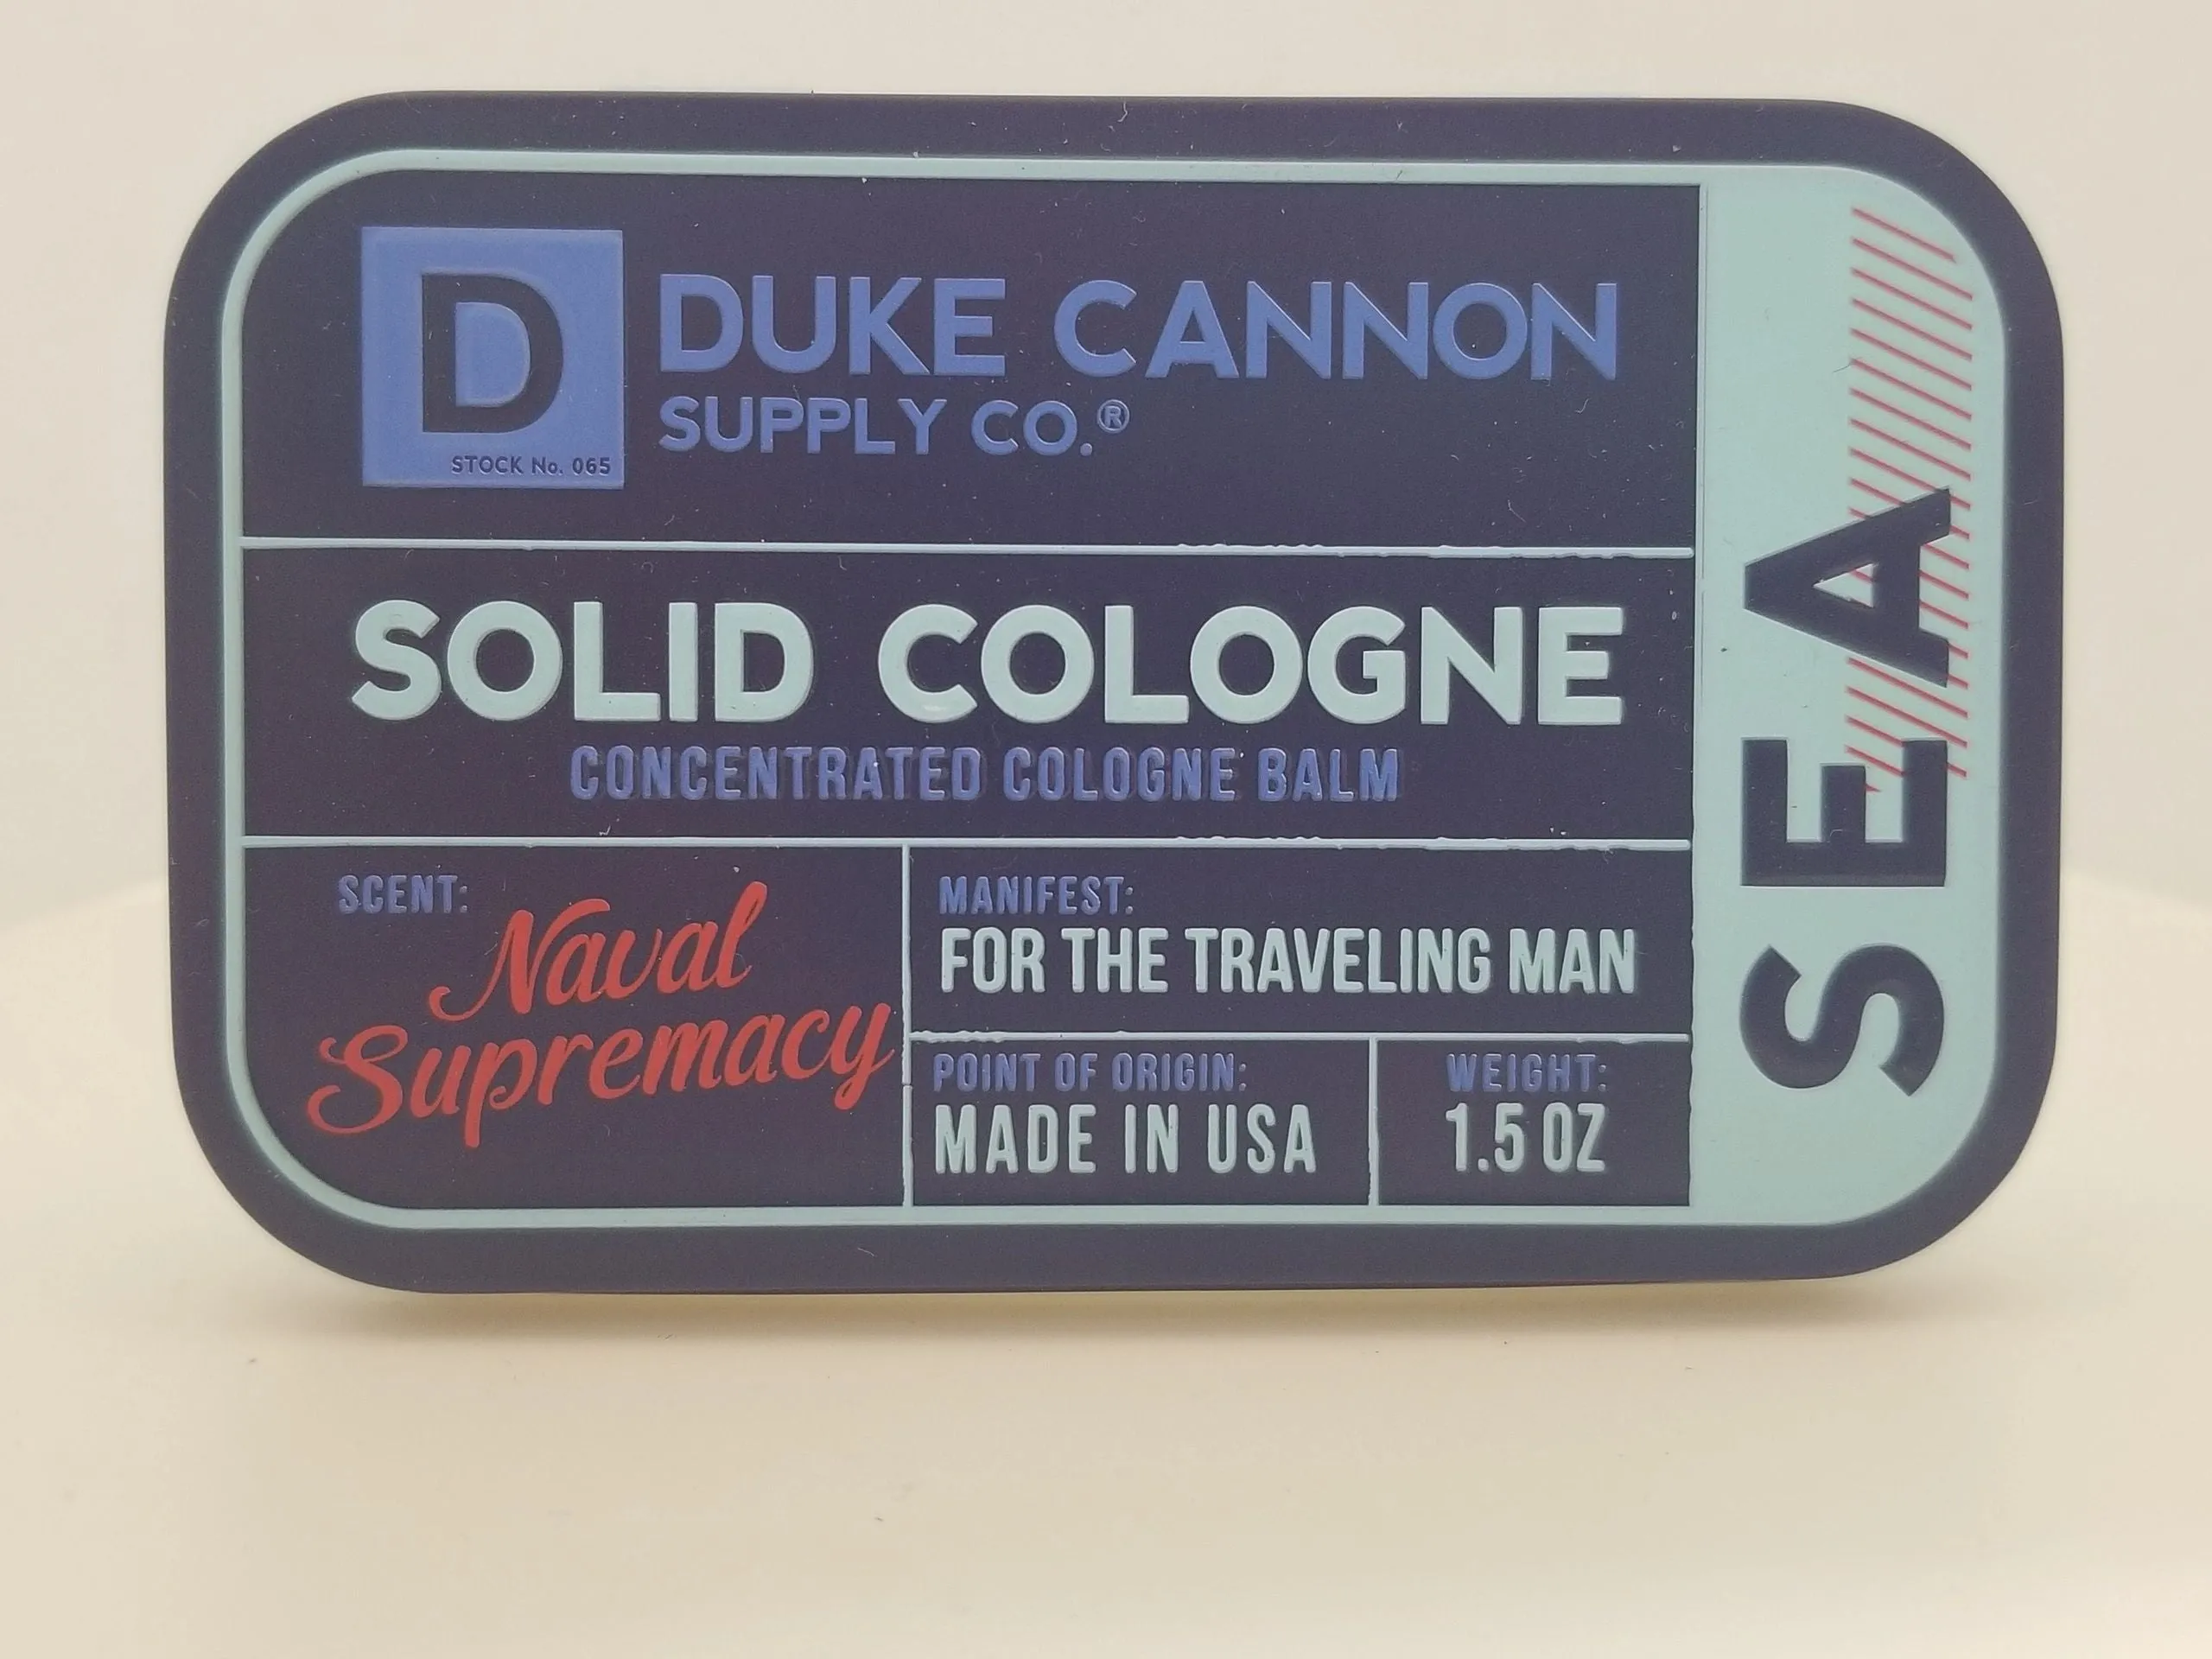 D
STOCK No. 065
DUKE CANNON
SUPPLY CO.®
SOLID COLOGNE
CONCENTRATED COLOGNE BALM
SCENT:
Naval
Supremacy
MANIFEST:
FOR THE TRAVELING MAN
POINT OF ORIGIN:
MADE IN USA
WEIGHT:
1.5 OZ
SEA